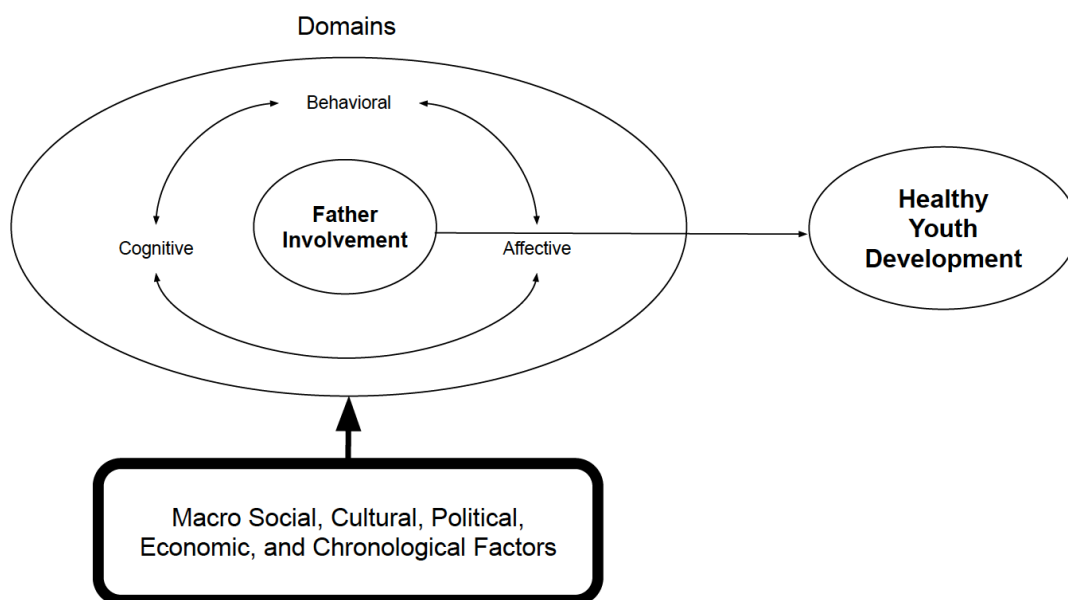 Domains
Behavioral
Father
Involvement
Cognitive
Affective
Healthy
Youth
Development
Macro Social, Cultural, Political,
Economic, and Chronological Factors